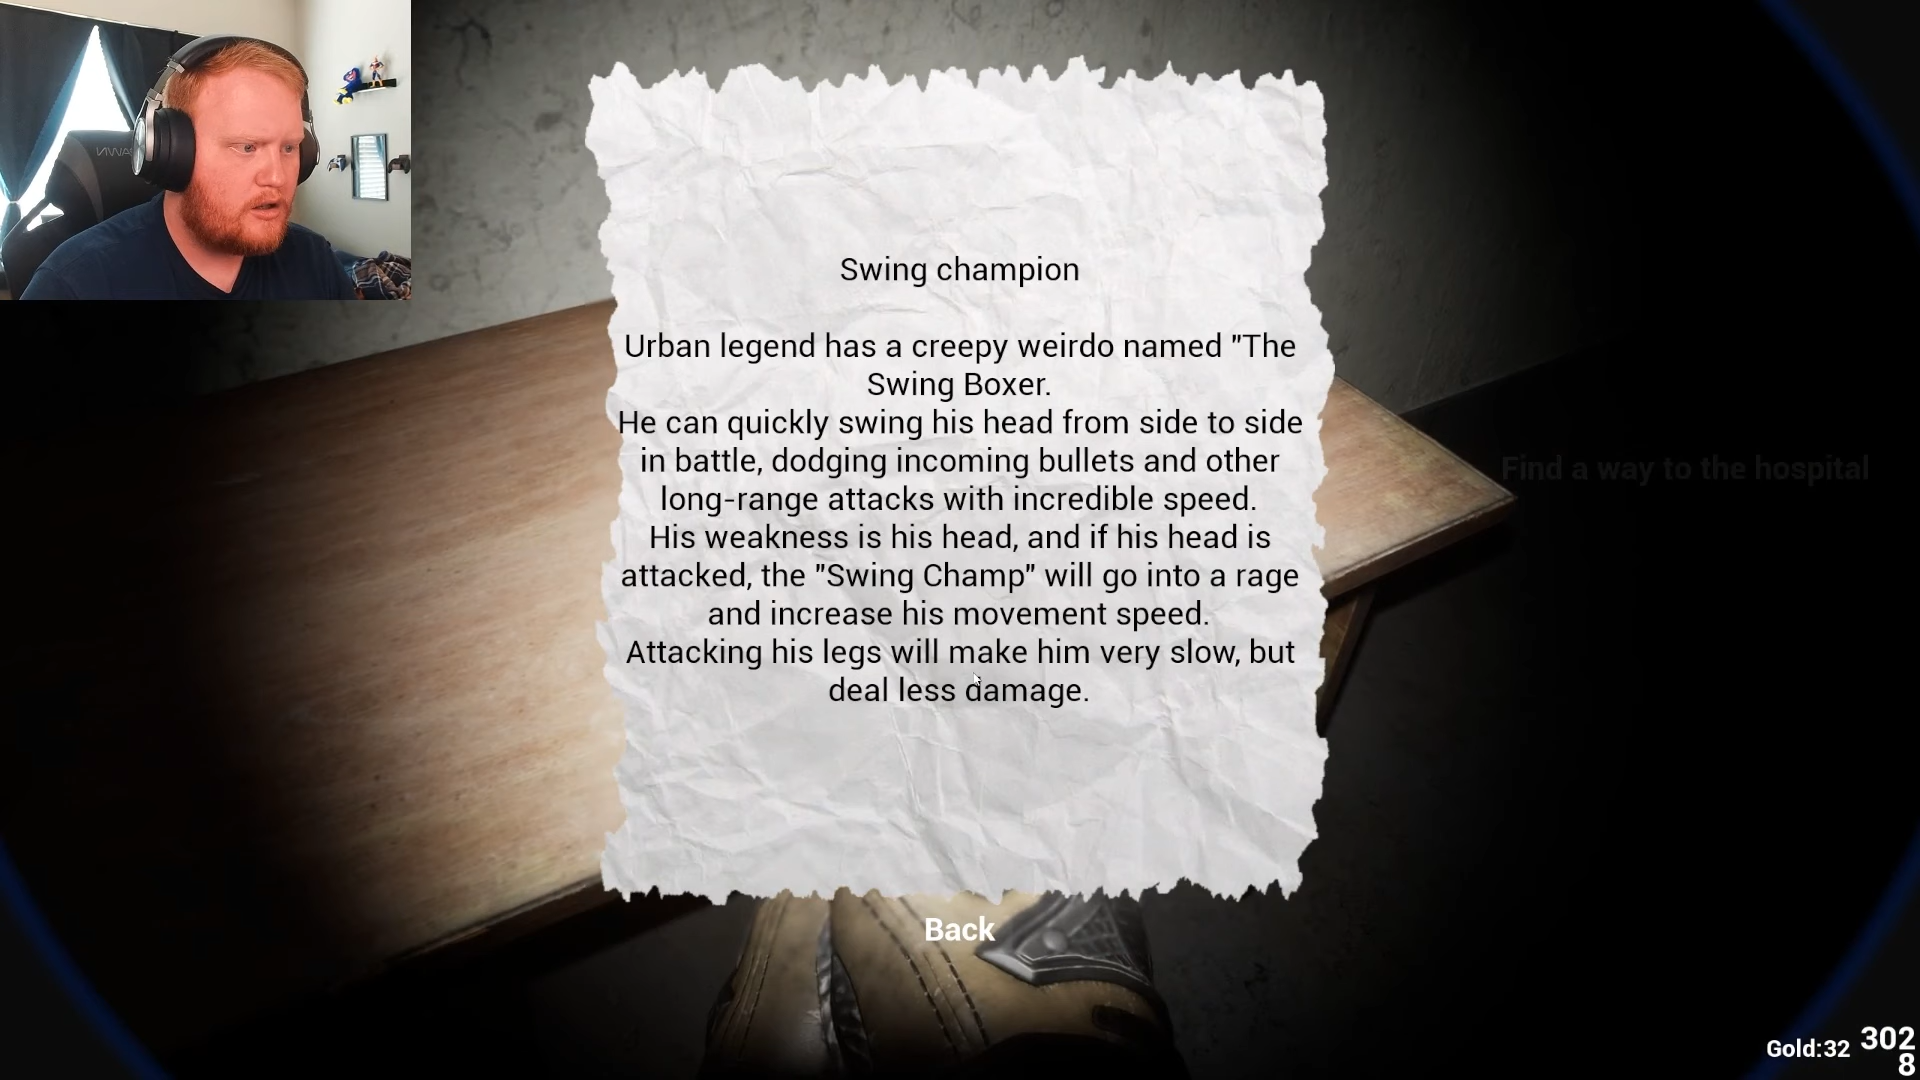 Swing champion
Urban legend has a creepy weirdo named "The
Swing Boxer.
He can quickly swing his head from side to side
in battle, dodging incoming bullets and other
long-range attacks with incredible speed.
His weakness is his head, and if his head is
attacked, the "Swing Champ" will go into a rage
and increase his movement speed.
Attacking his legs will make him very slow, but
deal less damage.
Find a way to the hospital
Back
Gold:32 302
8